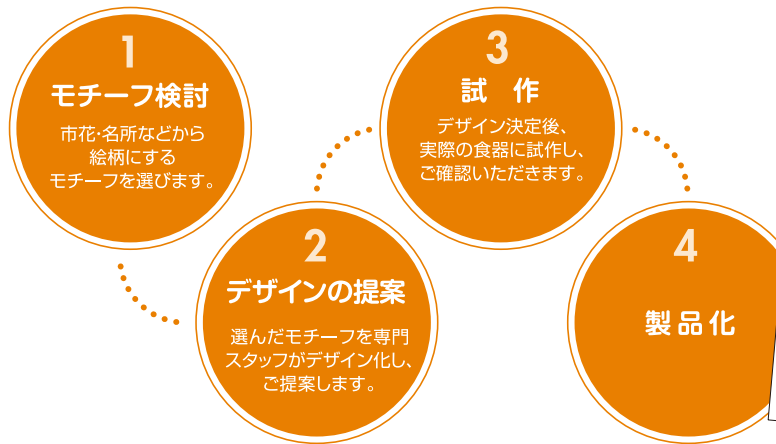 1
モチーフ検討
市花・名所などから
絵柄にする
モチーフを選びます。
2
デザインの提案
選んだモチーフを専門
スタッフがデザイン化し、
ご提案します。
3
試 作
デザイン決定後、
実際の食器に試作し、
ご確認いただきます。
4
製品化